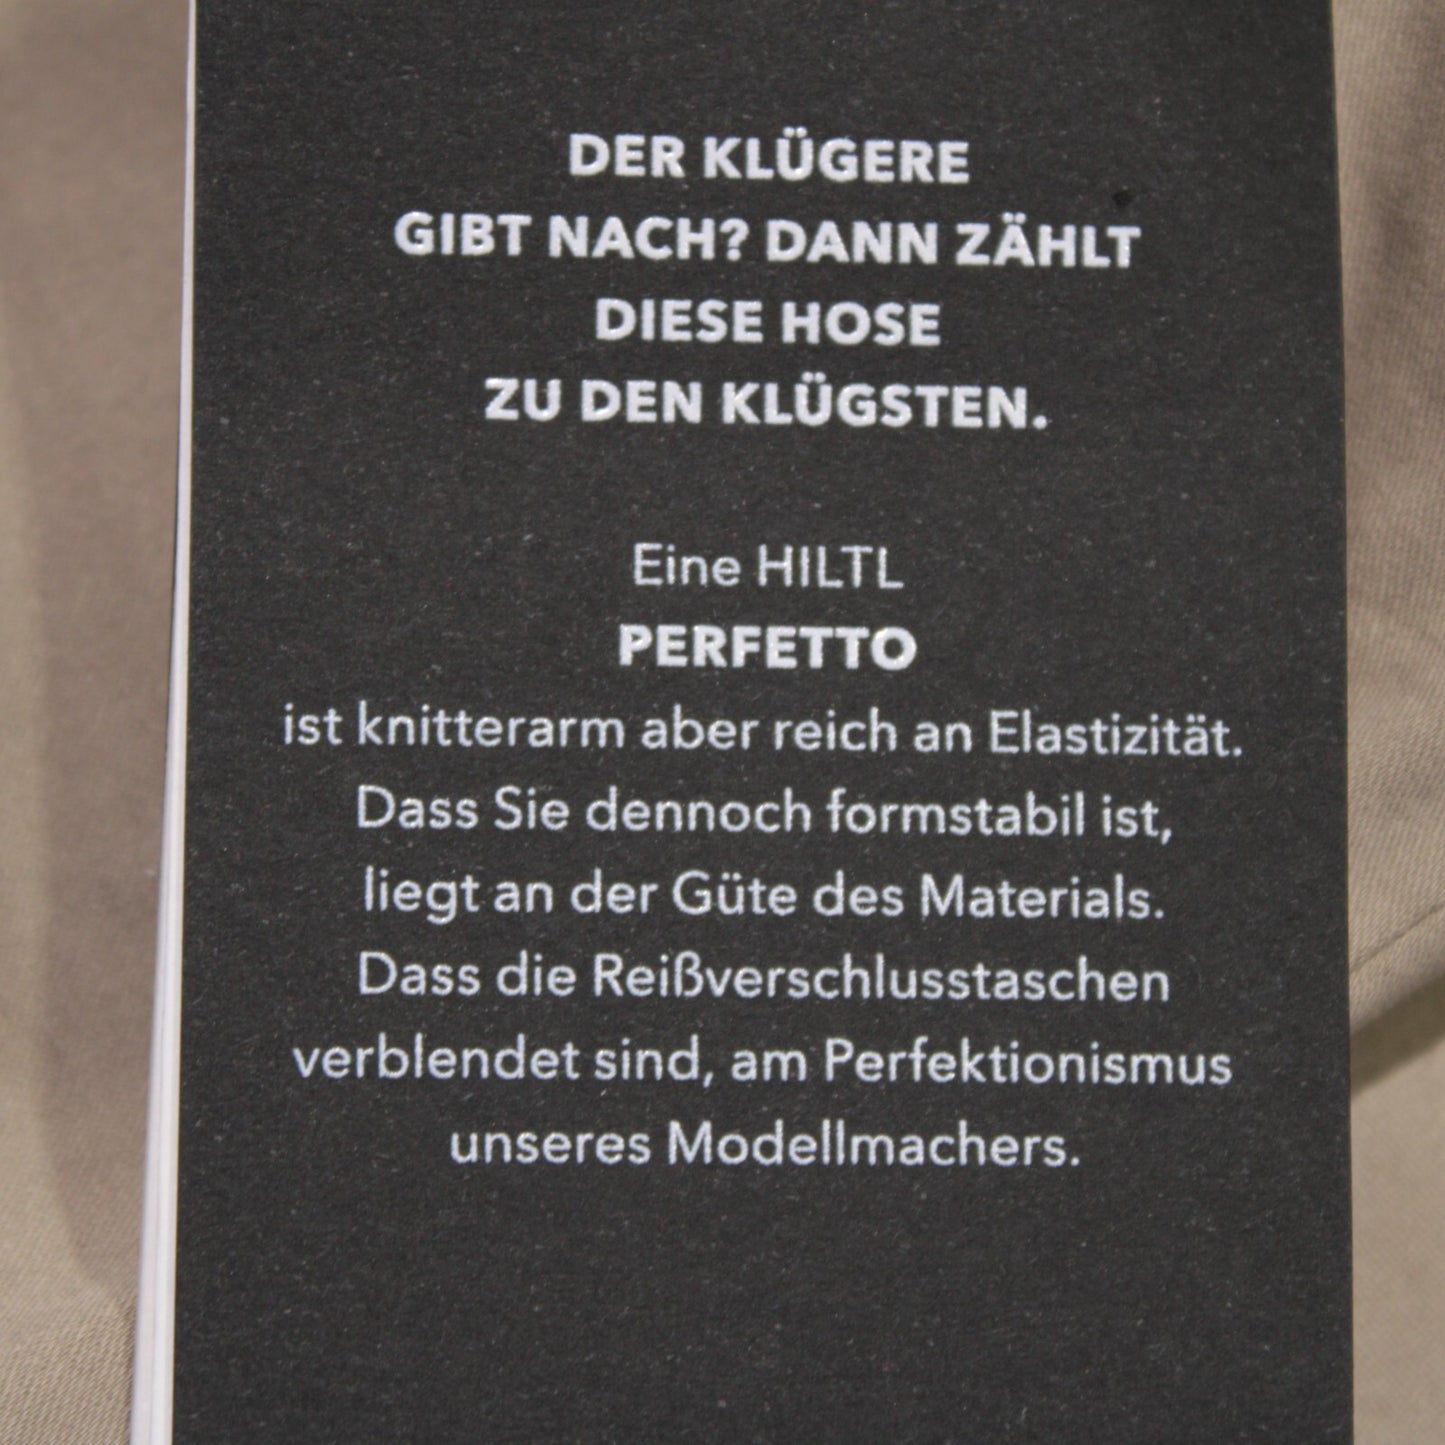 DER KLÜGERE
GIBT NACH? DANN ZÄHLT
DIESE HOSE
ZU DEN KLÜGSTEN.
Eine HILTL
PERFETTO
ist knitterarm aber reich an Elastizität.
Dass Sie dennoch formstabil ist,
liegt an der Güte des Materials.
Dass die Reißverschlusstaschen
verblendet sind, am Perfektionismus
unseres Modellmachers.